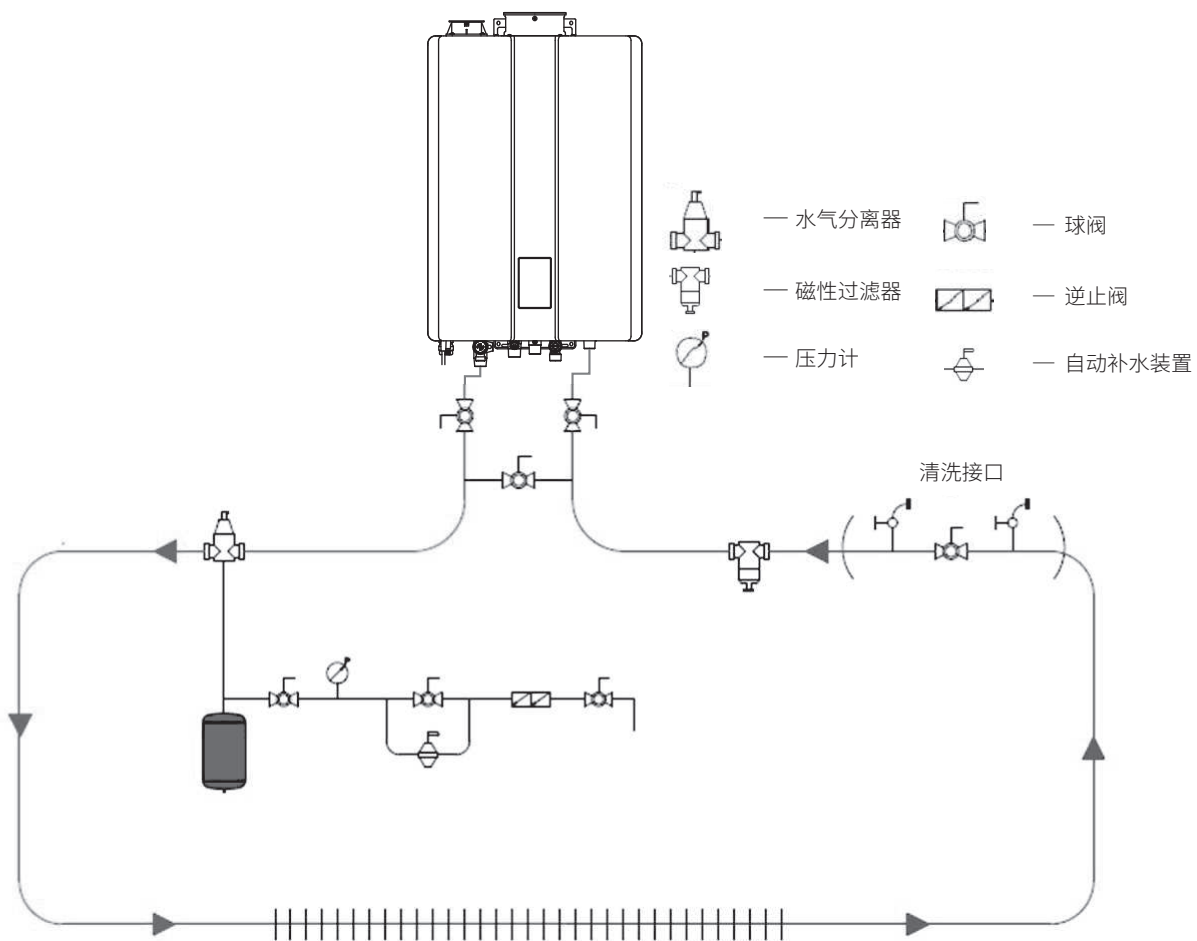 — 水气分离器
— 球阀
— 磁性过滤器
— 逆止阀
P
— 压力计
— 自动补水装置
清洗接口
P